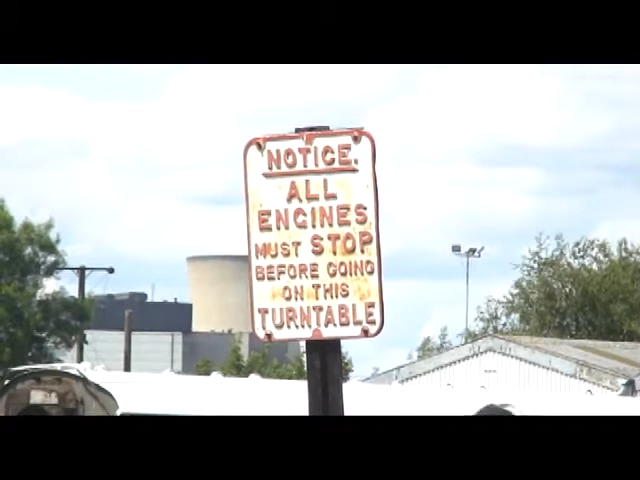 NOTICE.
ALL
ENGINES
MUST STOP
BEFORE GOING
ON THIS
TURNTABLE